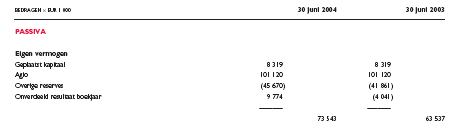 BEDRAGEN x EUR 1 000 30 juni 2004 30 juni 2003
PASSIVA
Eigen vermogen
Geplaatst kapitaal 8 319 8 319
Agio 101 120 101 120
Overige reserves (45 670) (41 861)
Onverdeeld resultaat boekjaar 9 774 (4 041)
73 543 63 537